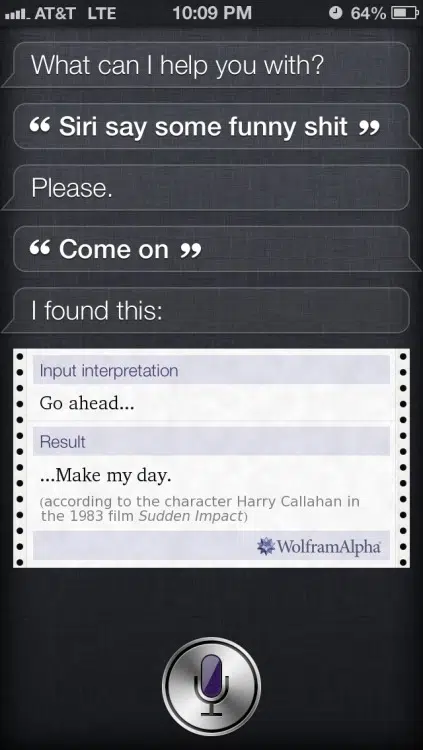 AT&T LTE 10:09 PM 64%
What can I help you with?
“ Siri say some funny shit ”
Please.
“ Come on ”
I found this:
Input interpretation
Go ahead...
Result
...Make my day.
(according to the character Harry Callahan in
the 1983 film Sudden Impact)
WolframAlpha